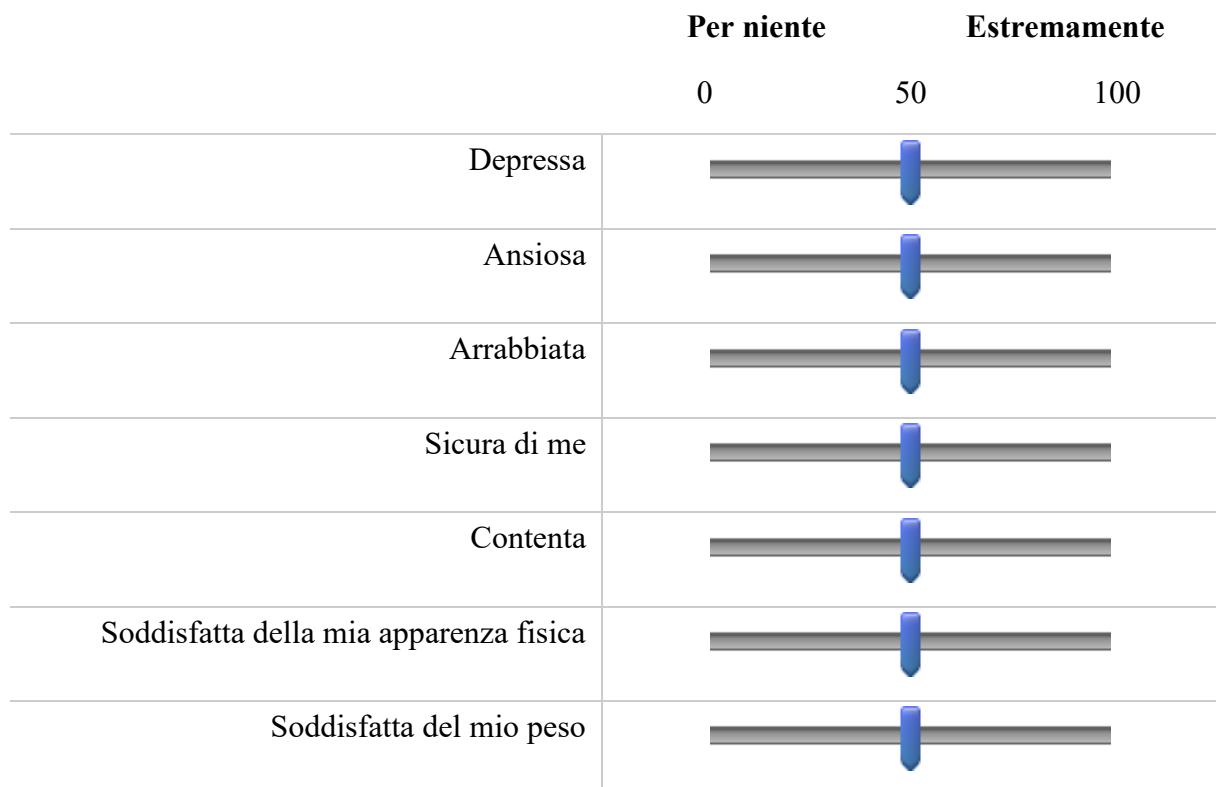 Per niente Estremamente
0 50 100
Depressa
Ansiosa
Arrabbiata
Sicura di me
Contenta
Soddisfatta della mia apparenza fisica
Soddisfatta del mio peso